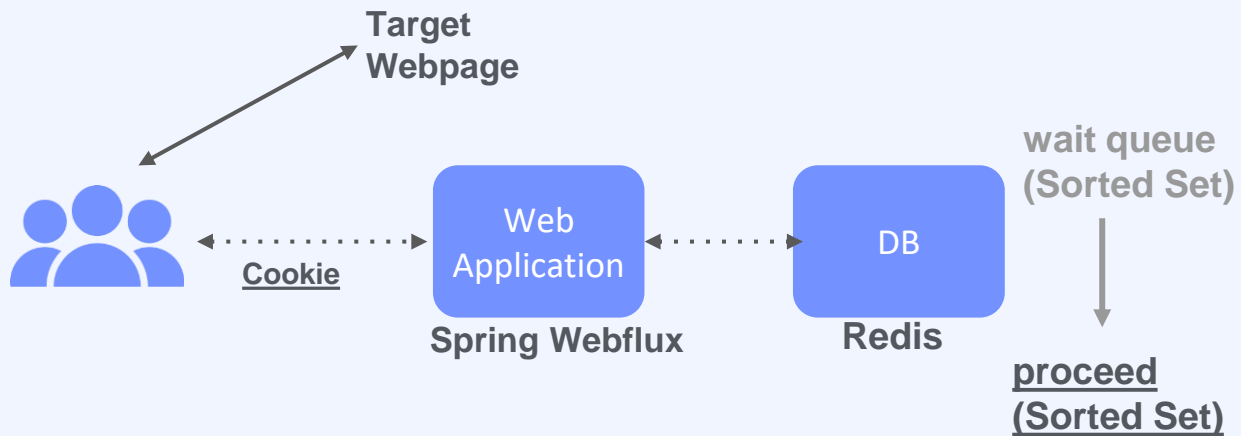 Target
Webpage
Cookie
Web
Application
Spring Webflux
DB
Redis
wait queue
(Sorted Set)
proceed
(Sorted Set)